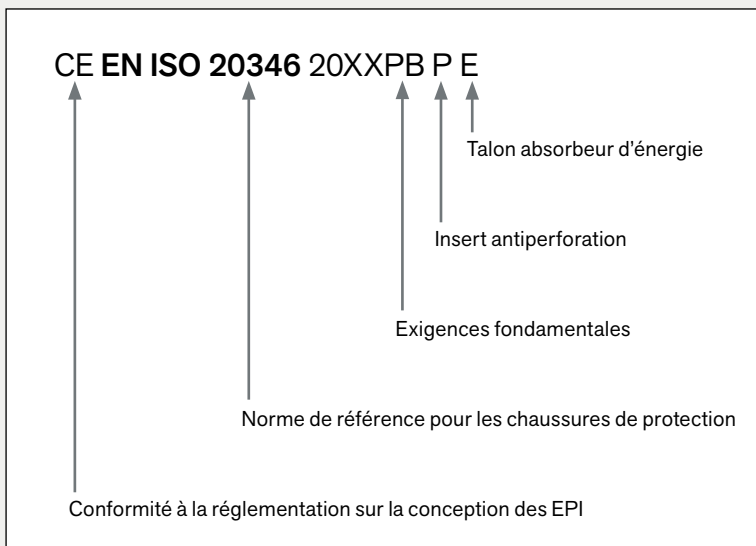 CE EN ISO 20346 20XXPB P E
Talon absorbeur d’énergie
Insert antiperforation
Exigences fondamentales
Norme de référence pour les chaussures de protection
Conformité à la réglementation sur la conception des EPI